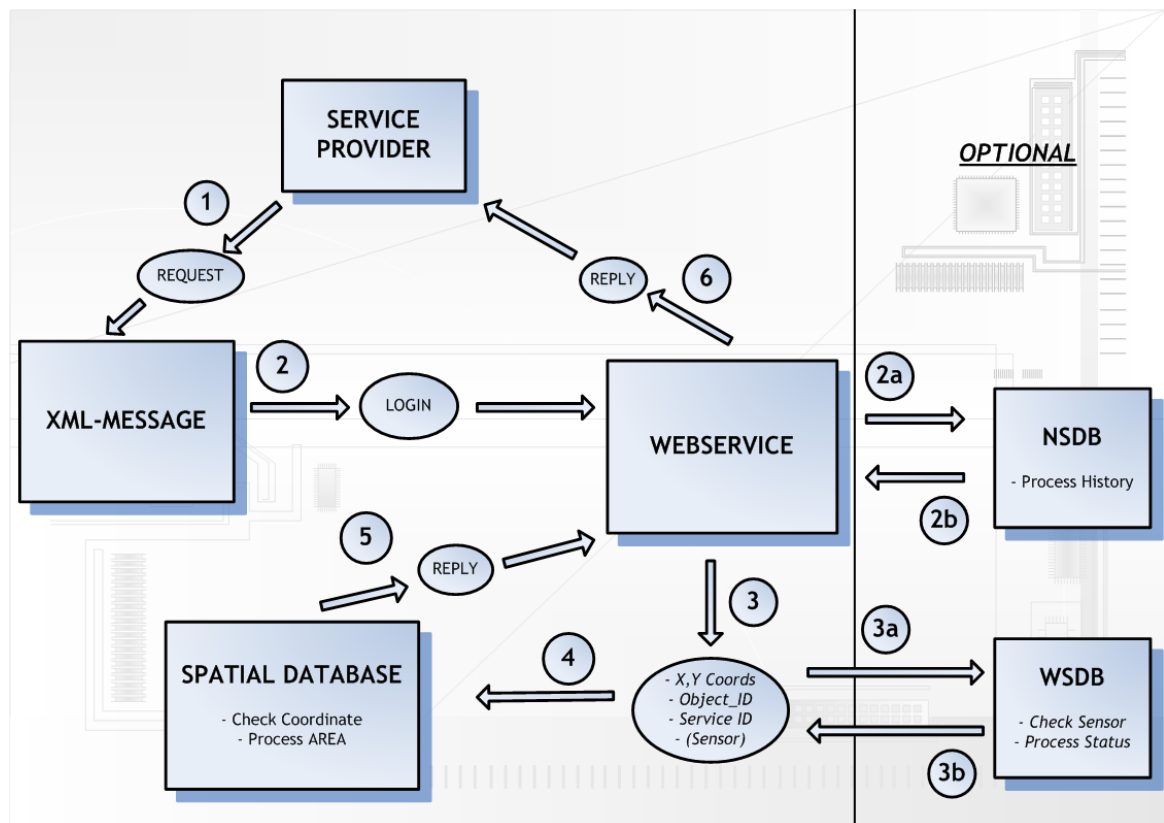 SERVICE
PROVIDER
OPTIONAL
1
REQUEST
REPLY
6
XML-MESSAGE
2
LOGIN
WEBSERVICE
2a
NSDB
- Process History
2b
5
REPLY
3
3a
SPATIAL DATABASE
- Check Coordinate
- Process AREA
4
- X,Y Coords
- Object_ID
- Service ID
- (Sensor)
WSDB
- Check Sensor
- Process Status
3b